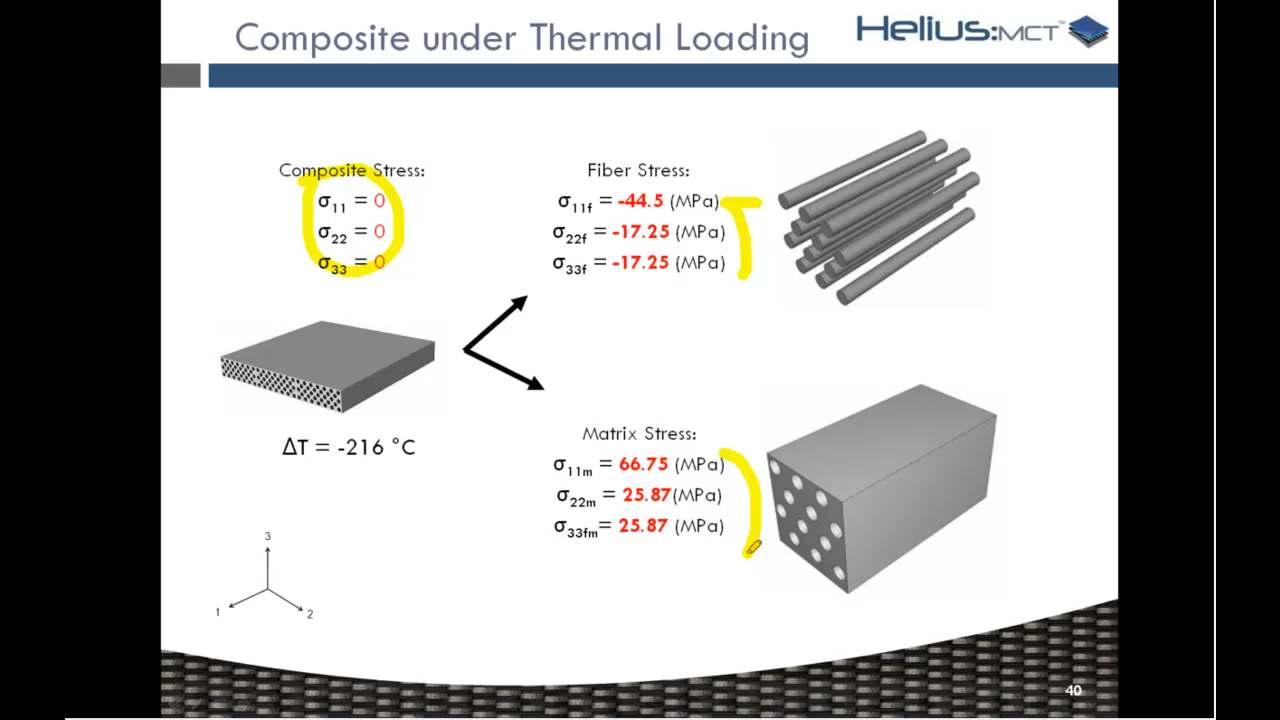 Composite under Thermal Loading
Helius:MCT™
Composite Stress:
σ11 = 0
σ22 = 0
σ33 = 0
Fiber Stress:
σ11f = -44.5 (MPa)
σ22f = -17.25 (MPa)
σ33f = -17.25 (MPa)
ΔT = -216 °C
Matrix Stress:
σ11m = 66.75 (MPa)
σ22m = 25.87(MPa)
σ33fm= 25.87 (MPa)
3
1
2
40